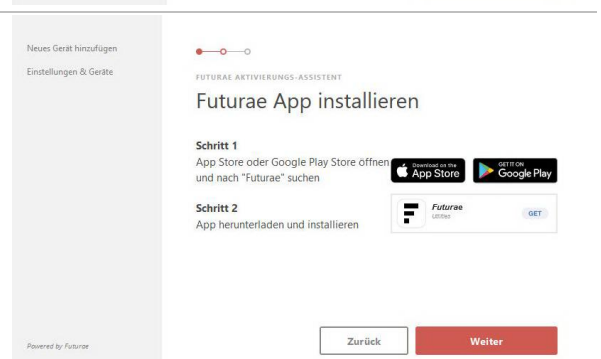 Neues Gerät hinzufügen
Einstellungen & Geräte
FUTURAE AKTIVIERUNGS-ASSISTENT
Futurae App installieren
Schritt 1
App Store oder Google Play Store öffnen
und nach "Futurae" suchen
Download on the
App Store
GET IT ON
Google Play
Schritt 2
App herunterladen und installieren
Futurae
Utilities
GET
Zurück
Weiter
Powered by Futurae